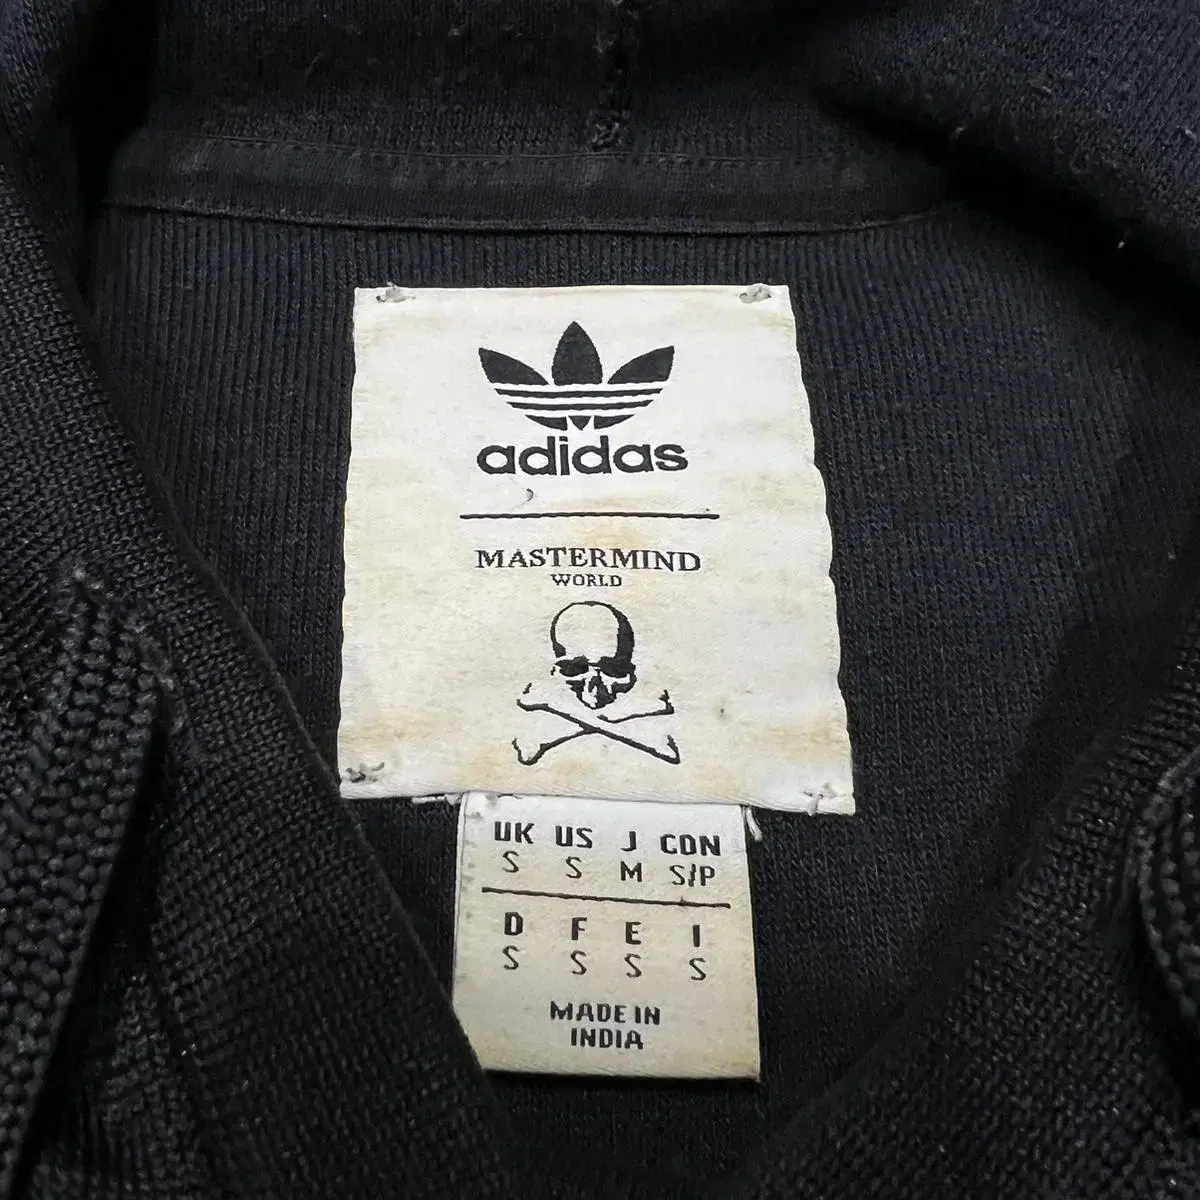 adidas
MASTERMIND
WORLD
UK US J CDN
S S M S/P
D F E I
S S S S
MADE IN
INDIA